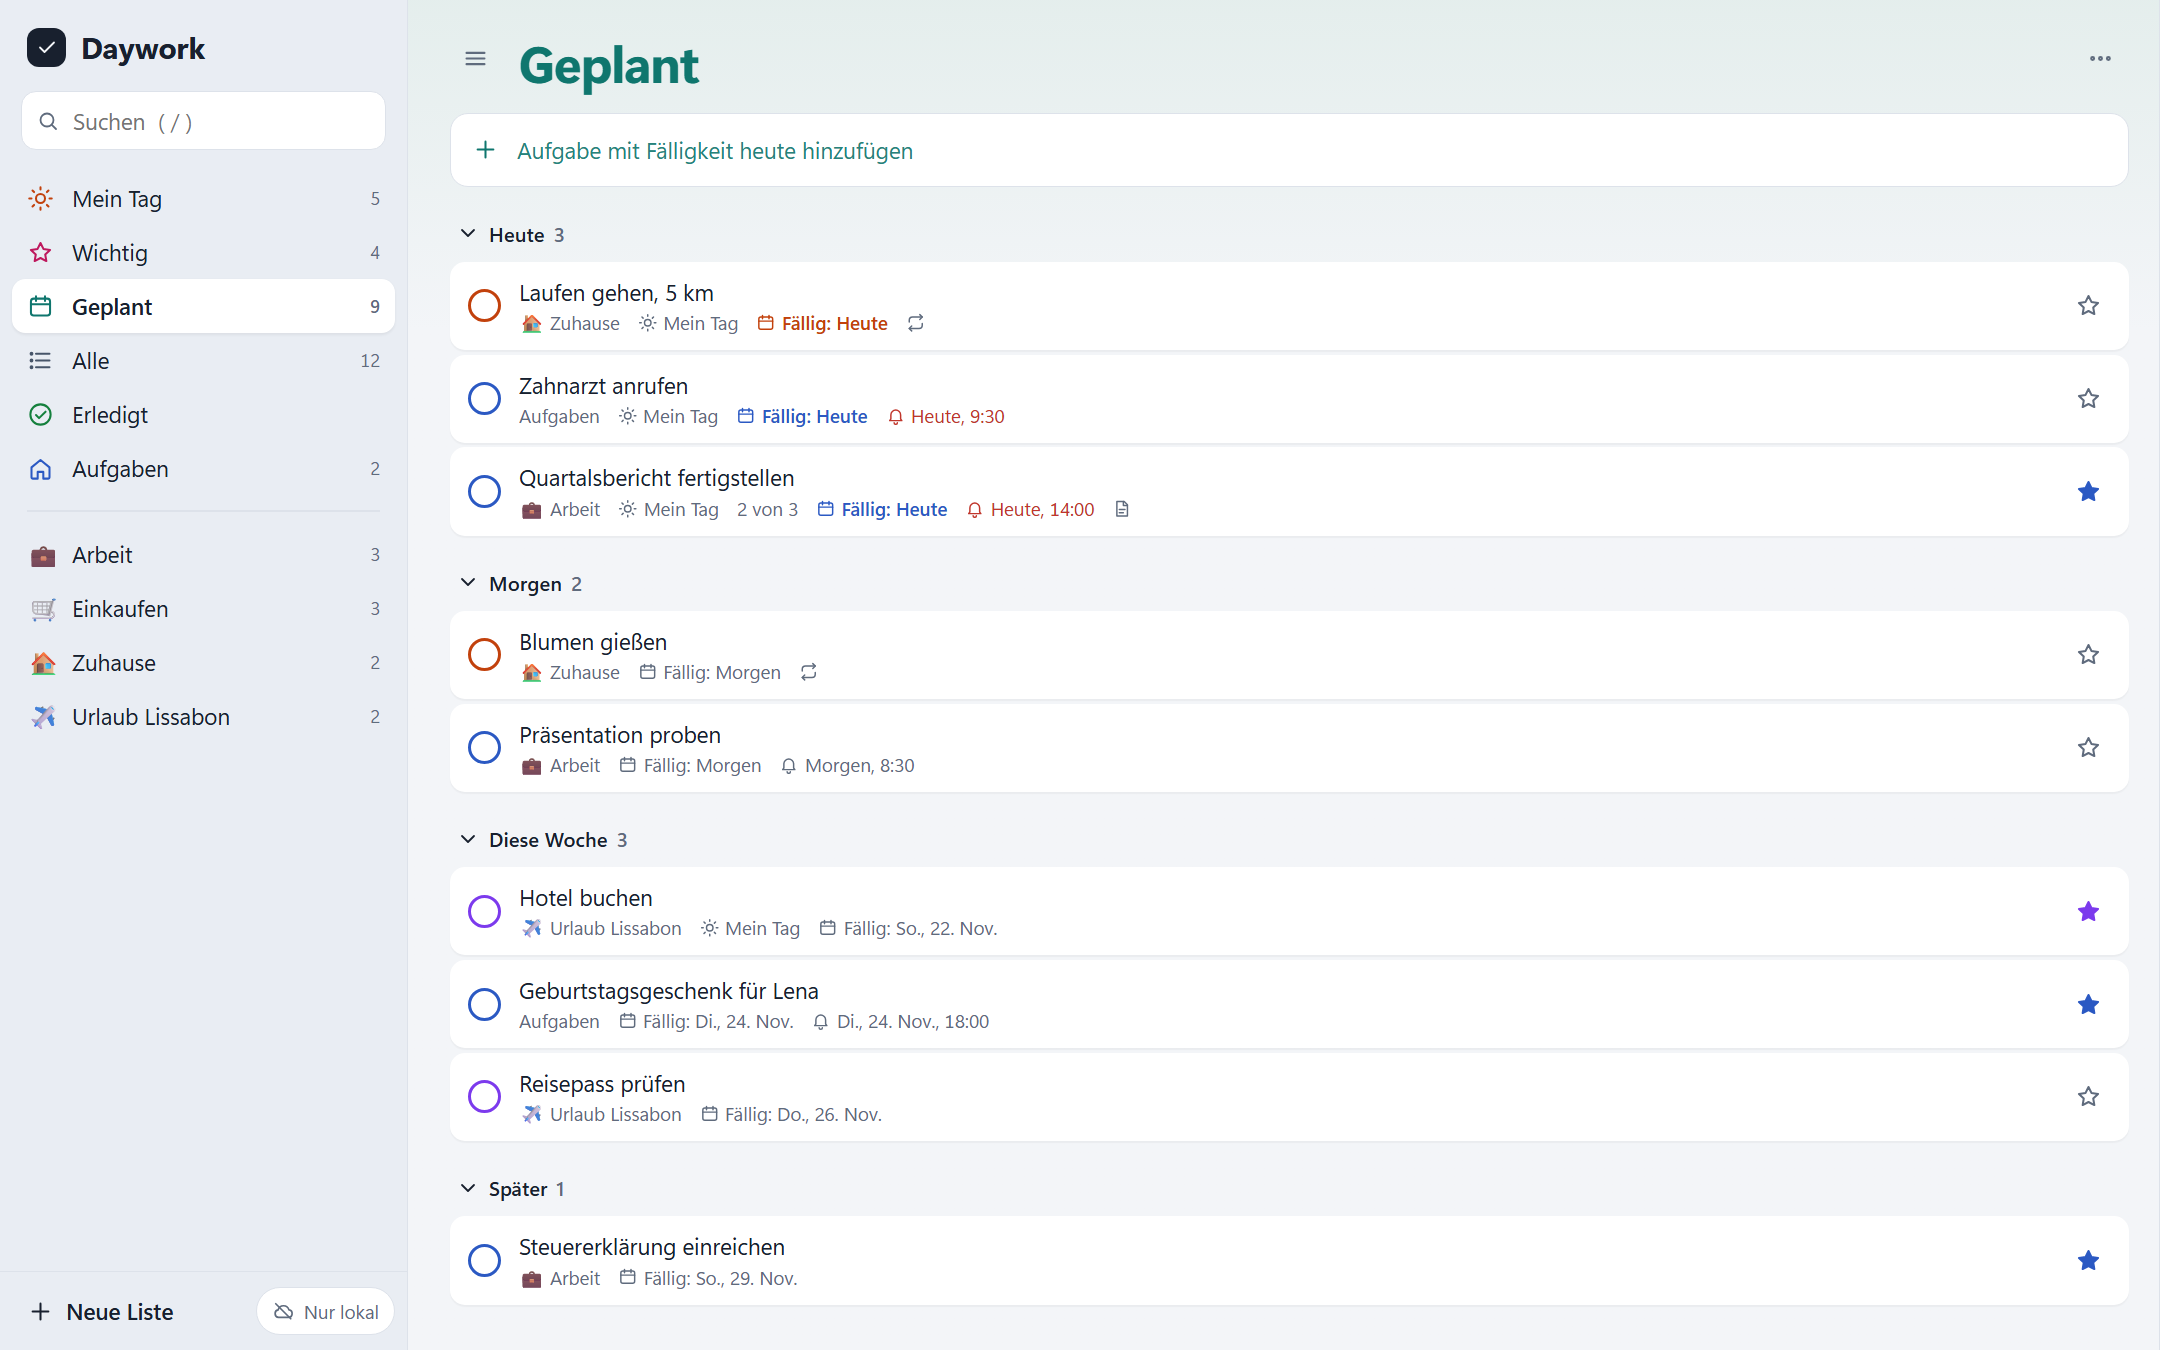 Daywork
Suchen ( / )
Mein Tag 5
Wichtig 4
Geplant 9
Alle 12
Erledigt
Aufgaben 2
Arbeit 3
Einkaufen 3
Zuhause 2
Urlaub Lissabon 2
Neue Liste
Nur lokal
Geplant
Aufgabe mit Fälligkeit heute hinzufügen
Heute 3
Laufen gehen, 5 km
Zuhause Mein Tag Fällig: Heute
Zahnarzt anrufen
Aufgaben Mein Tag Fällig: Heute Heute, 9:30
Quartalsbericht fertigstellen
Arbeit Mein Tag 2 von 3 Fällig: Heute Heute, 14:00
Morgen 2
Blumen gießen
Zuhause Fällig: Morgen
Präsentation proben
Arbeit Fällig: Morgen Morgen, 8:30
Diese Woche 3
Hotel buchen
Urlaub Lissabon Mein Tag Fällig: So., 22. Nov.
Geburtstagsgeschenk für Lena
Aufgaben Fällig: Di., 24. Nov. Di., 24. Nov., 18:00
Reisepass prüfen
Urlaub Lissabon Fällig: Do., 26. Nov.
Später 1
Steuererklärung einreichen
Arbeit Fällig: So., 29. Nov.